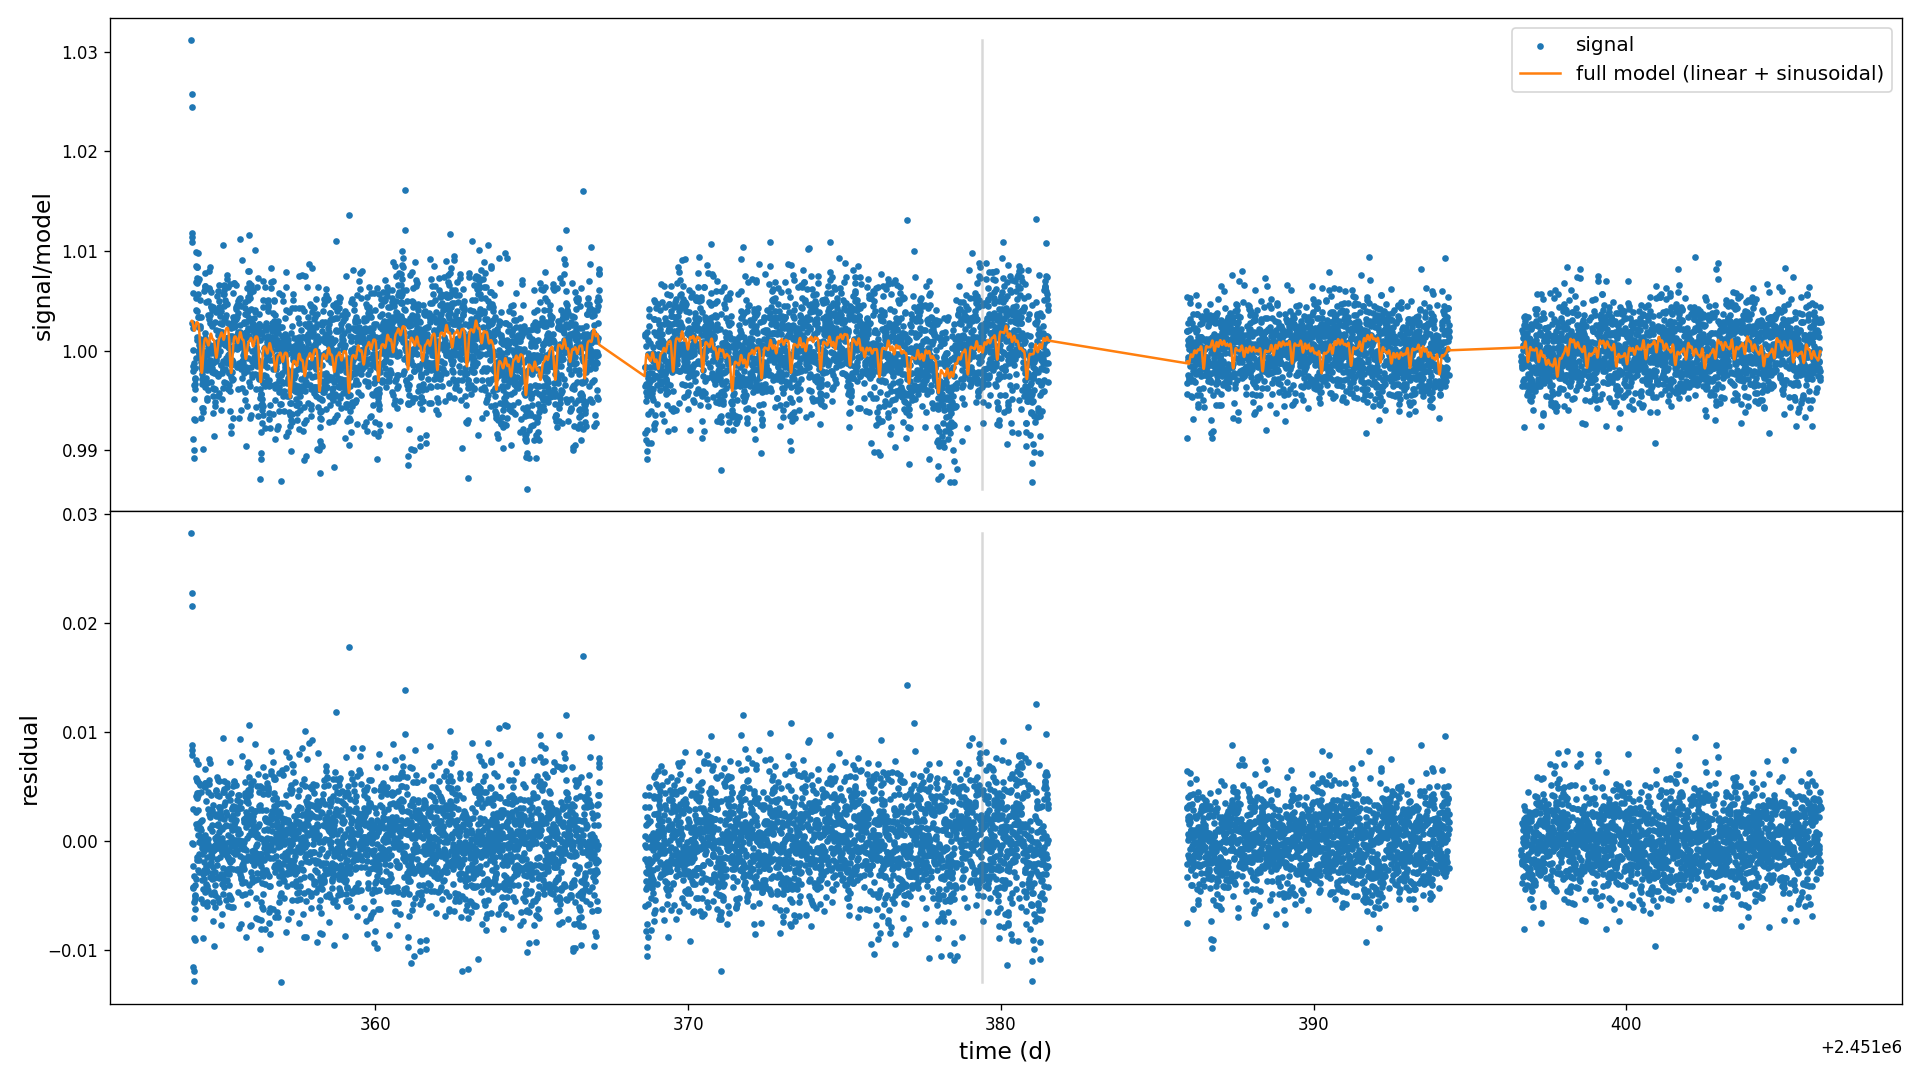 signal
full model (linear + sinusoidal)
1.03
1.02
1.01
1.00
0.99
signal/model
0.03
0.02
0.01
0.00
−0.01
residual
360
370
380
390
400
time (d)
+2.451e6